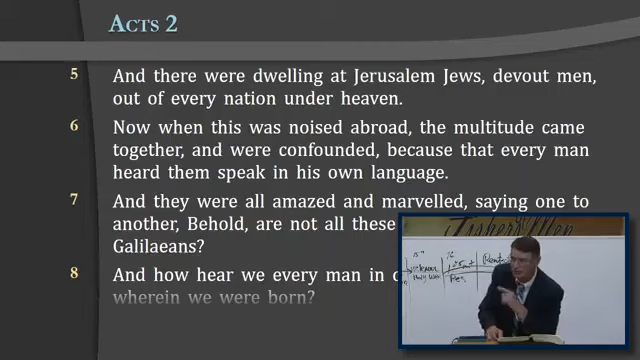 ACTS 2
5 And there were dwelling at Jerusalem Jews, devout men,
out of every nation under heaven.
6 Now when this was noised abroad, the multitude came
together, and were confounded, because that every man
heard them speak in his own language.
7 And they were all amazed and marvelled, saying one to
another, Behold, are not all these
Galilaeans?
8 And how hear we every man in
wherein we were born?
Fishers of Men